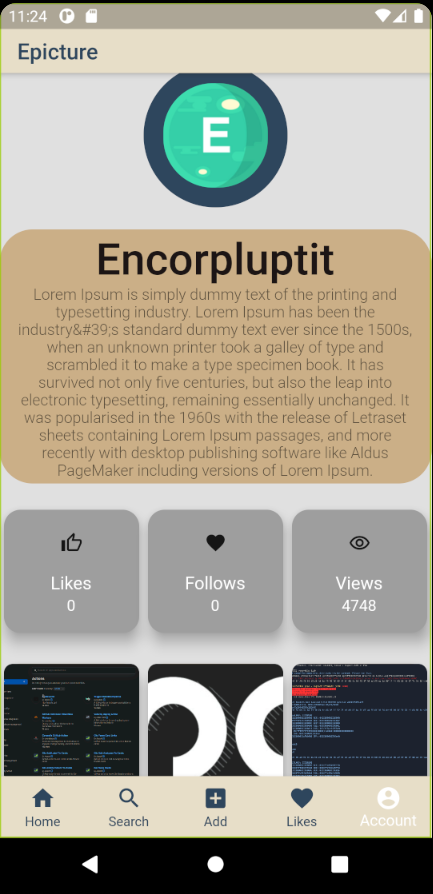 11:24
Epicture
E
Encorpluptit
Lorem Ipsum is simply dummy text of the printing and
typesetting industry. Lorem Ipsum has been the
industry&#39;s standard dummy text ever since the 1500s,
when an unknown printer took a galley of type and
scrambled it to make a type specimen book. It has
survived not only five centuries, but also the leap into
electronic typesetting, remaining essentially unchanged. It
was popularised in the 1960s with the release of Letraset
sheets containing Lorem Ipsum passages, and more
recently with desktop publishing software like Aldus
PageMaker including versions of Lorem Ipsum.
Likes Follows Views
0 0 4748
Home Search Add Likes Account